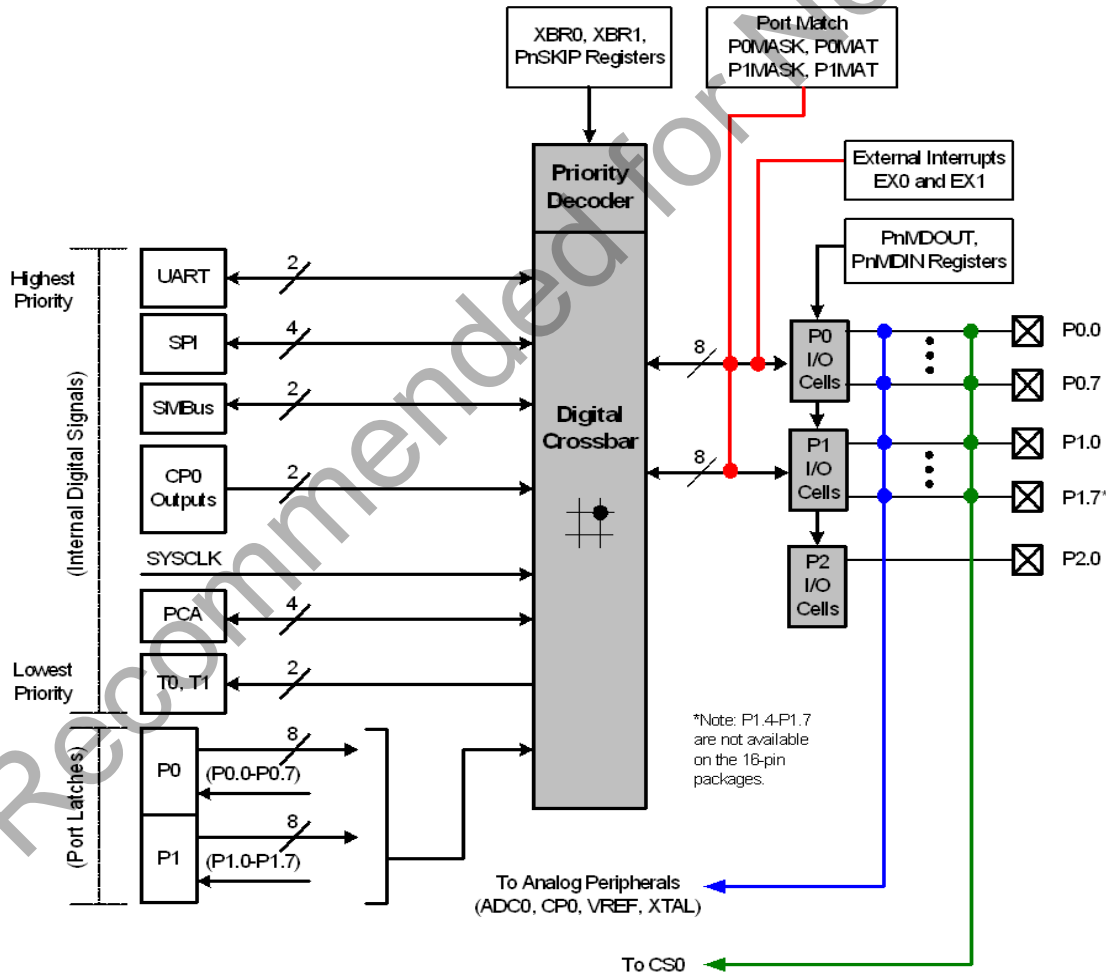 XBR0, XBR1,
PnSKIP Registers
Port Match
P0MASK, P0MAT
P1MASK, P1MAT
External Interrupts
EX0 and EX1
Priority
Decoder
PnMDOUT,
PnMDIN Registers
Highest
Priority
UART
2
SPI
4
SMBus
2
CP0
Outputs
2
SYSCLK
PCA
4
Lowest
Priority
T0, T1
2
(Internal Digital Signals)
Digital
Crossbar
8
8
P0
I/O
Cells
P1
I/O
Cells
P2
I/O
Cells
P0.0
P0.7
P1.0
P1.7*
P2.0
(Port Latches)
P0
8
(P0.0-P0.7)
P1
8
(P1.0-P1.7)
*Note: P1.4-P1.7
are not available
on the 16-pin
packages.
To Analog Peripherals
(ADC0, CP0, VREF, XTAL)
To CS0
Recommended for